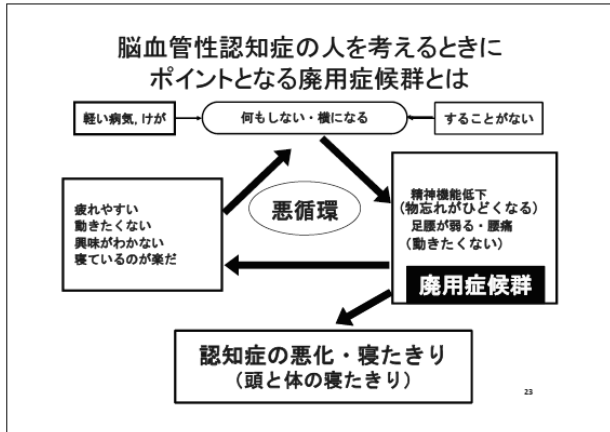 脳血管性認知症の人を考えるときに
ポイントとなる廃用症候群とは
軽い病気,けが
何もしない・横になる
することがない
疲れやすい
動きたくない
興味がわかない
寝ているのが楽だ
悪循環
精神機能低下
(物忘れがひどくなる)
足腰が弱る・腰痛
(動きたくない)
廃用症候群
認知症の悪化・寝たきり
(頭と体の寝たきり)
23